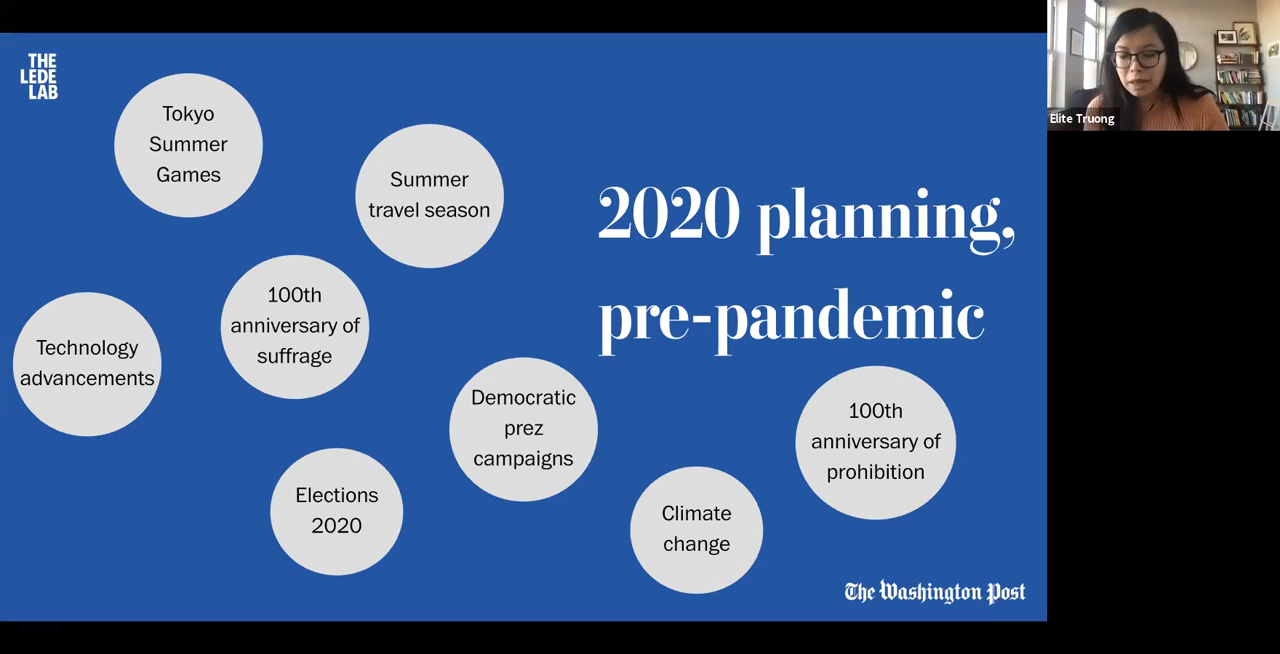 THE
LEDE
LAB
Tokyo
Summer
Games
Summer
travel season
2020 planning,
pre-pandemic
100th
anniversary of
suffrage
Technology
advancements
Democratic
prez
campaigns
100th
anniversary of
prohibition
Elections
2020
Climate
change
The Washington Post
Elite Truong